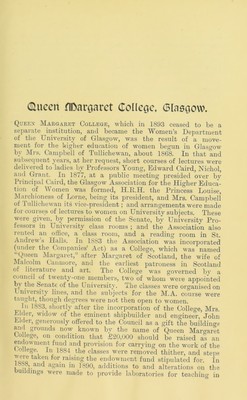 Queen Margaret College, Glasgow.
QUEEN MARGARET COLLEGE, which in 1893 ceased to be a
separate institution, and became the Women's Department
of the University of Glasgow, was the result of a move-
ment for the higher education of women begun in Glasgow
by Mrs. Campbell of Tullichewan, about 1868. In that and
subsequent years, at her request, short courses of lectures were
delivered to ladies by Professors Young, Edward Caird, Nichol,
and Grant. In 1877, at a public meeting presided over by
Principal Caird, the Glasgow Association for the Higher Educa-
tion of Women was formed, H.R.H. the Princess Louise,
Marchioness of Lorne, being its president, and Mrs. Campbell
of Tullichewan its vice-president; and arrangements were made
for courses of lectures to women on University subjects. These
were given, by permission of the Senate, by University Pro-
fessors in University class rooms; and the Association also
rented an office, a class room, and a reading room in St.
Andrew's Halls. In 1883 the Association was incorporated
(under the Companies' Act) as a College, which was named
"Queen Margaret," after Margaret of Scotland, the wife of
Malcolm Canmore, and the earliest patroness in Scotland
of literature and art. The College was governed by a
council of twenty-one members, two of whom were appointed
by the Senate of the University. The classes were organised on
University lines, and the subjects for the M.A. course were
taught, though degrees were not then open to women.
In 1883, shortly after the incorporation of the College, Mrs.
Elder, widow of the eminent shipbuilder and engineer, John
Elder, generously offered to the Council as a gift the buildings
and grounds now known by the name of Queen Margaret
College, on condition that £20,000 should be raised as an
endowment fund and provision for carrying on the work of the
College. In 1884 the classes were removed thither, and steps
were taken for raising the endowment fund stipulated for. In
1888, and again in 1890, additions to and alterations on the
buildings were made to provide laboratories for teaching in